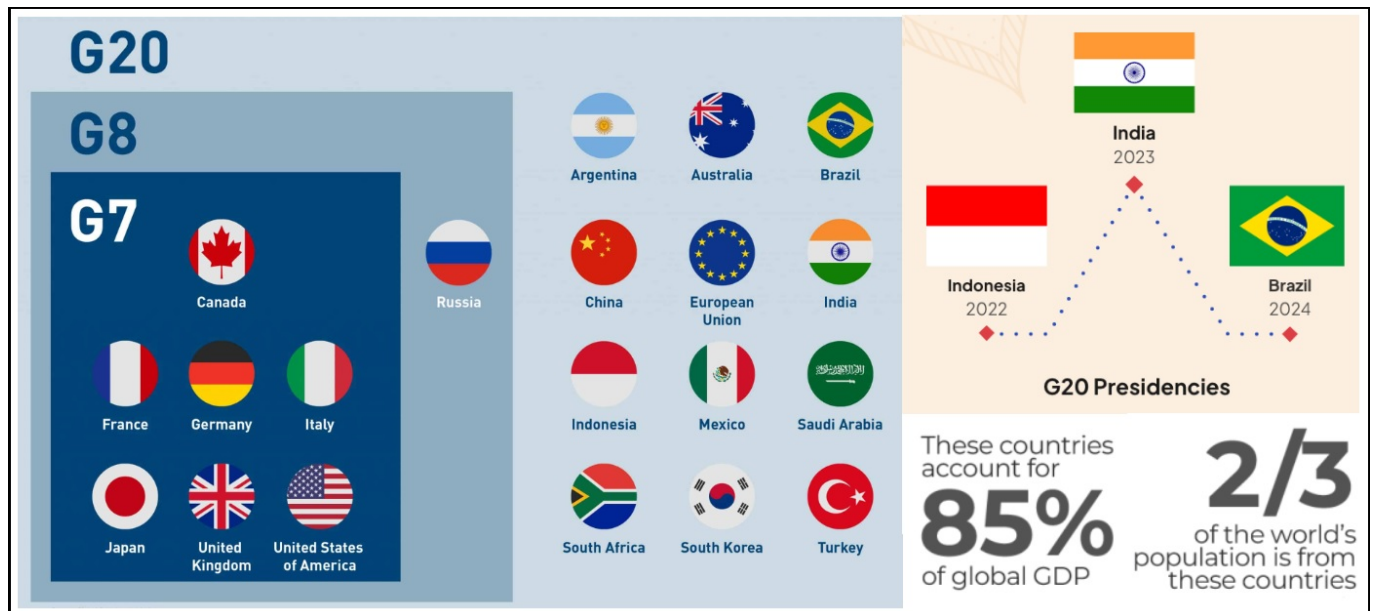 G20
G8
G7
Canada
France
Germany
Italy
Japan
United
Kingdom
United States
of America
Russia
Argentina
Australia
Brazil
China
European
Union
India
Indonesia
Mexico
Saudi Arabia
South Africa
South Korea
Turkey
India
2023
Indonesia
2022
Brazil
2024
G20 Presidencies
These countries
account for
85%
of global GDP
2/3
of the world's
population is from
these countries